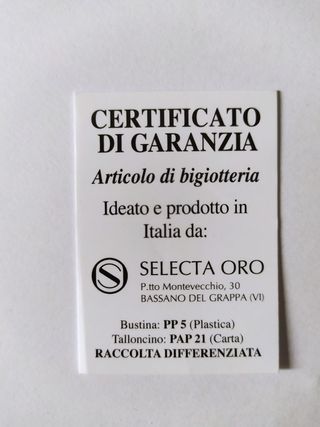 CERTIFICATO
DI GARANZIA
Articolo di bigiotteria
Ideato e prodotto in
Italia da:
S SELECTA ORO
P.tto Montevecchio, 30
BASSANO DEL GRAPPA (VI)
Bustina: PP 5 (Plastica)
Talloncino: PAP 21 (Carta)
RACCOLTA DIFFERENZIATA